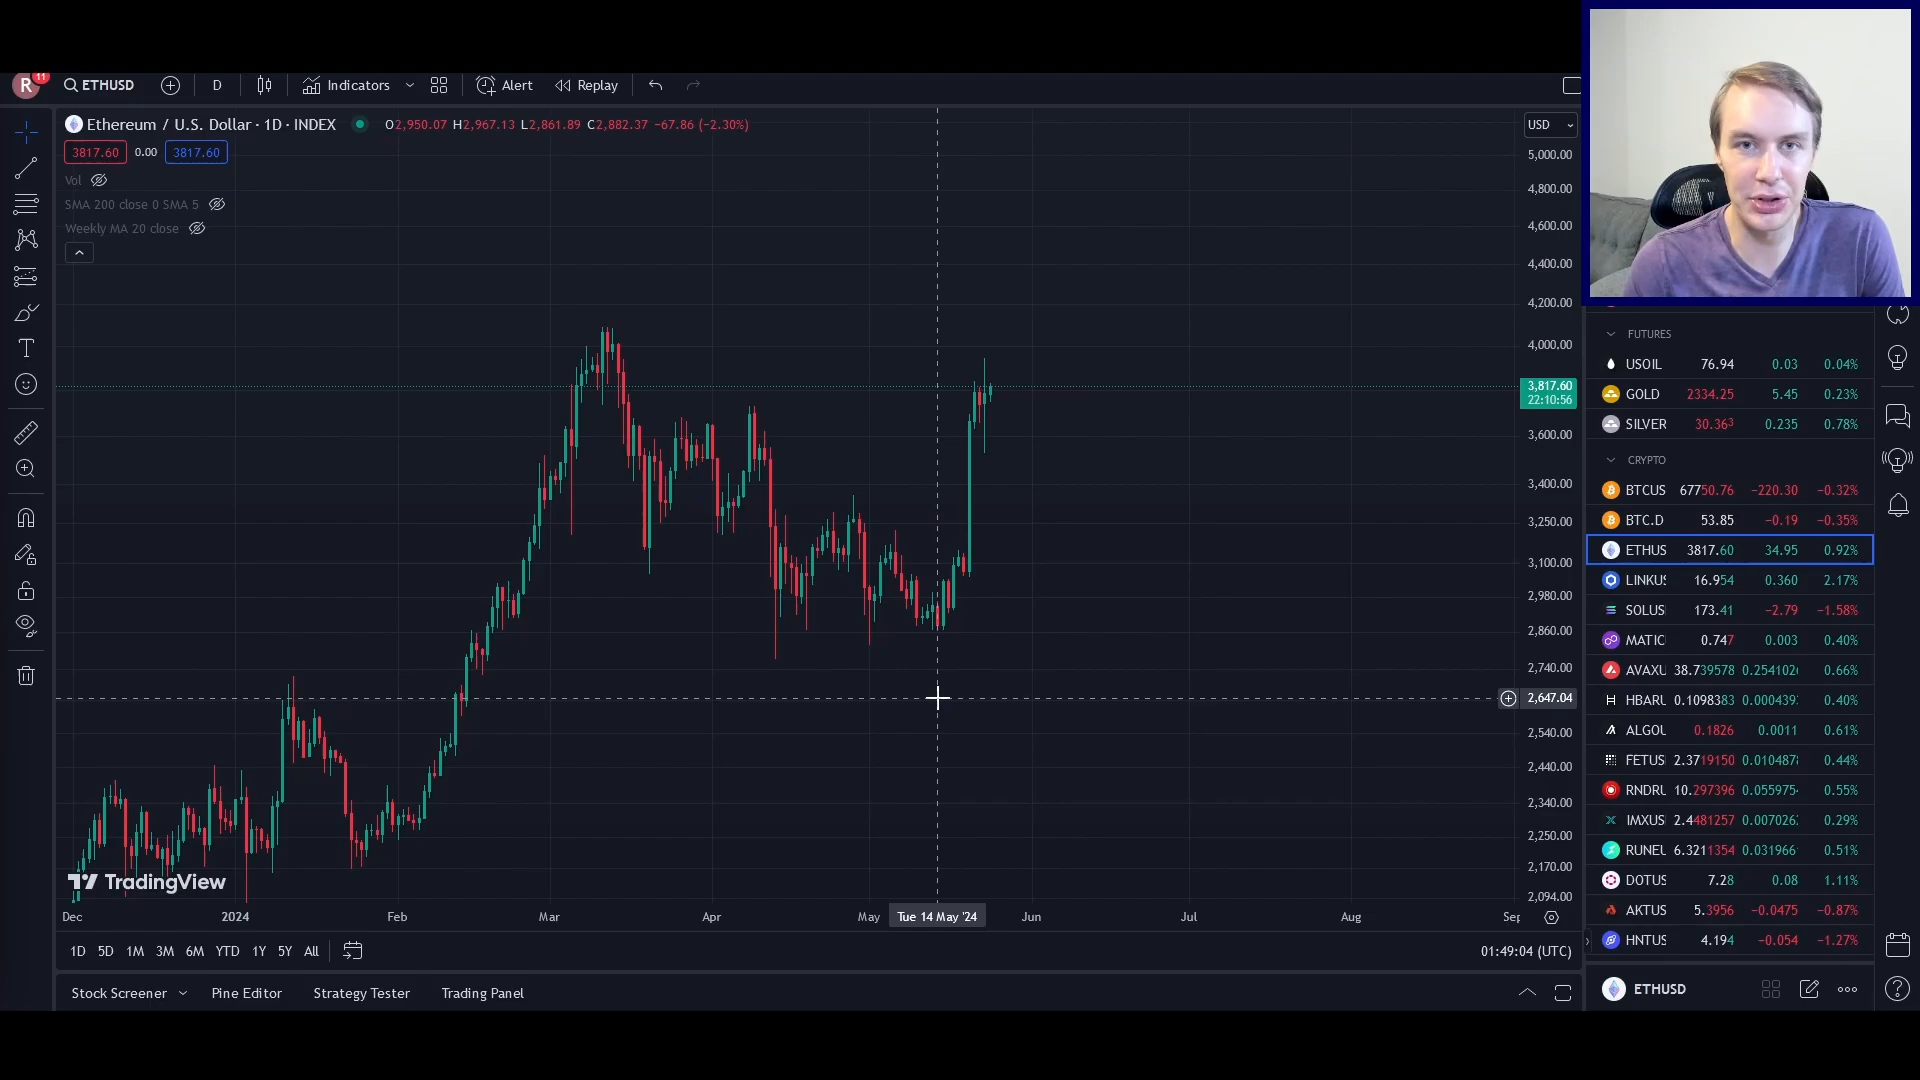 R 11 ETHUSD D Indicators Alert Replay
Ethereum / U.S. Dollar · 1D · INDEX O2,950.07 H2,967.13 L2,861.89 C2,882.37 −67.86 (−2.30%)
3817.60 0.00 3817.60
Vol
SMA 200 close 0 SMA 5
Weekly MA 20 close
USD
5,000.00
4,800.00
4,600.00
4,400.00
4,200.00
4,000.00
3,817.60
22:10:56
3,600.00
3,400.00
3,250.00
3,100.00
2,980.00
2,860.00
2,740.00
2,647.04
2,540.00
2,440.00
2,340.00
2,250.00
2,170.00
2,094.00
TradingView
Dec 2024 Feb Mar Apr May Tue 14 May '24 Jun Jul Aug Sep
1D 5D 1M 3M 6M YTD 1Y 5Y All 01:49:04 (UTC)
Stock Screener Pine Editor Strategy Tester Trading Panel
FUTURES
USOIL 76.94 0.03 0.04%
GOLD 2334.25 5.45 0.23%
SILVER 30.363 0.235 0.78%
CRYPTO
BTCUS 67750.76 −220.30 −0.32%
BTC.D 53.85 −0.19 −0.35%
ETHUS 3817.60 34.95 0.92%
LINKUS 16.954 0.360 2.17%
SOLUS 173.41 −2.79 −1.58%
MATIC 0.747 0.003 0.40%
AVAXU 38.739578 0.254102 0.66%
HBARU 0.1098383 0.000439 0.40%
ALGOU 0.1826 0.0011 0.61%
FETUS 2.3719150 0.010487 0.44%
RNDRU 10.297396 0.055975 0.55%
IMXUS 2.4481257 0.007026 0.29%
RUNEU 6.3211354 0.031966 0.51%
DOTUS 7.28 0.08 1.11%
AKTUS 5.3956 −0.0475 −0.87%
HNTUS 4.194 −0.054 −1.27%
ETHUSD